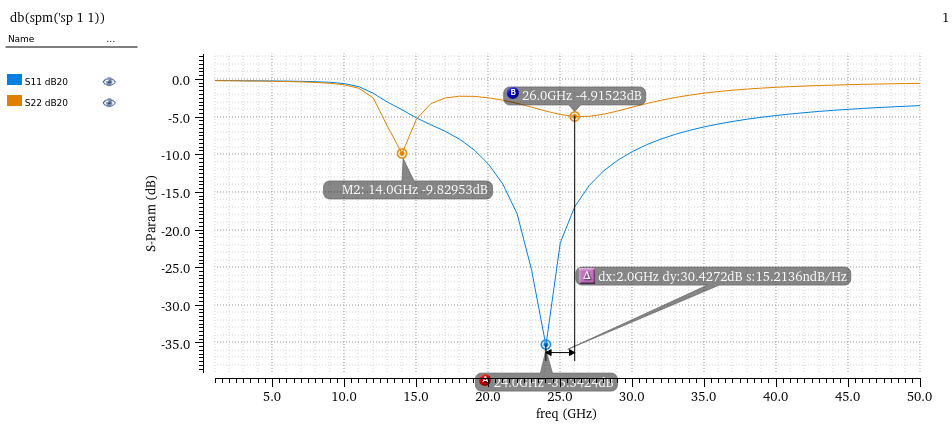 db(spm('sp 1 1))
1
Name ...
S11 dB20
S22 dB20
S-Param (dB)
0.0
-5.0
-10.0
-15.0
-20.0
-25.0
-30.0
-35.0
B 26.0GHz -4.91523dB
M2: 14.0GHz -9.82953dB
Δ dx:2.0GHz dy:30.4272dB s:15.2136ndB/Hz
A 24.0GHz -35.3424dB
5.0 10.0 15.0 20.0 25.0 30.0 35.0 40.0 45.0 50.0
freq (GHz)